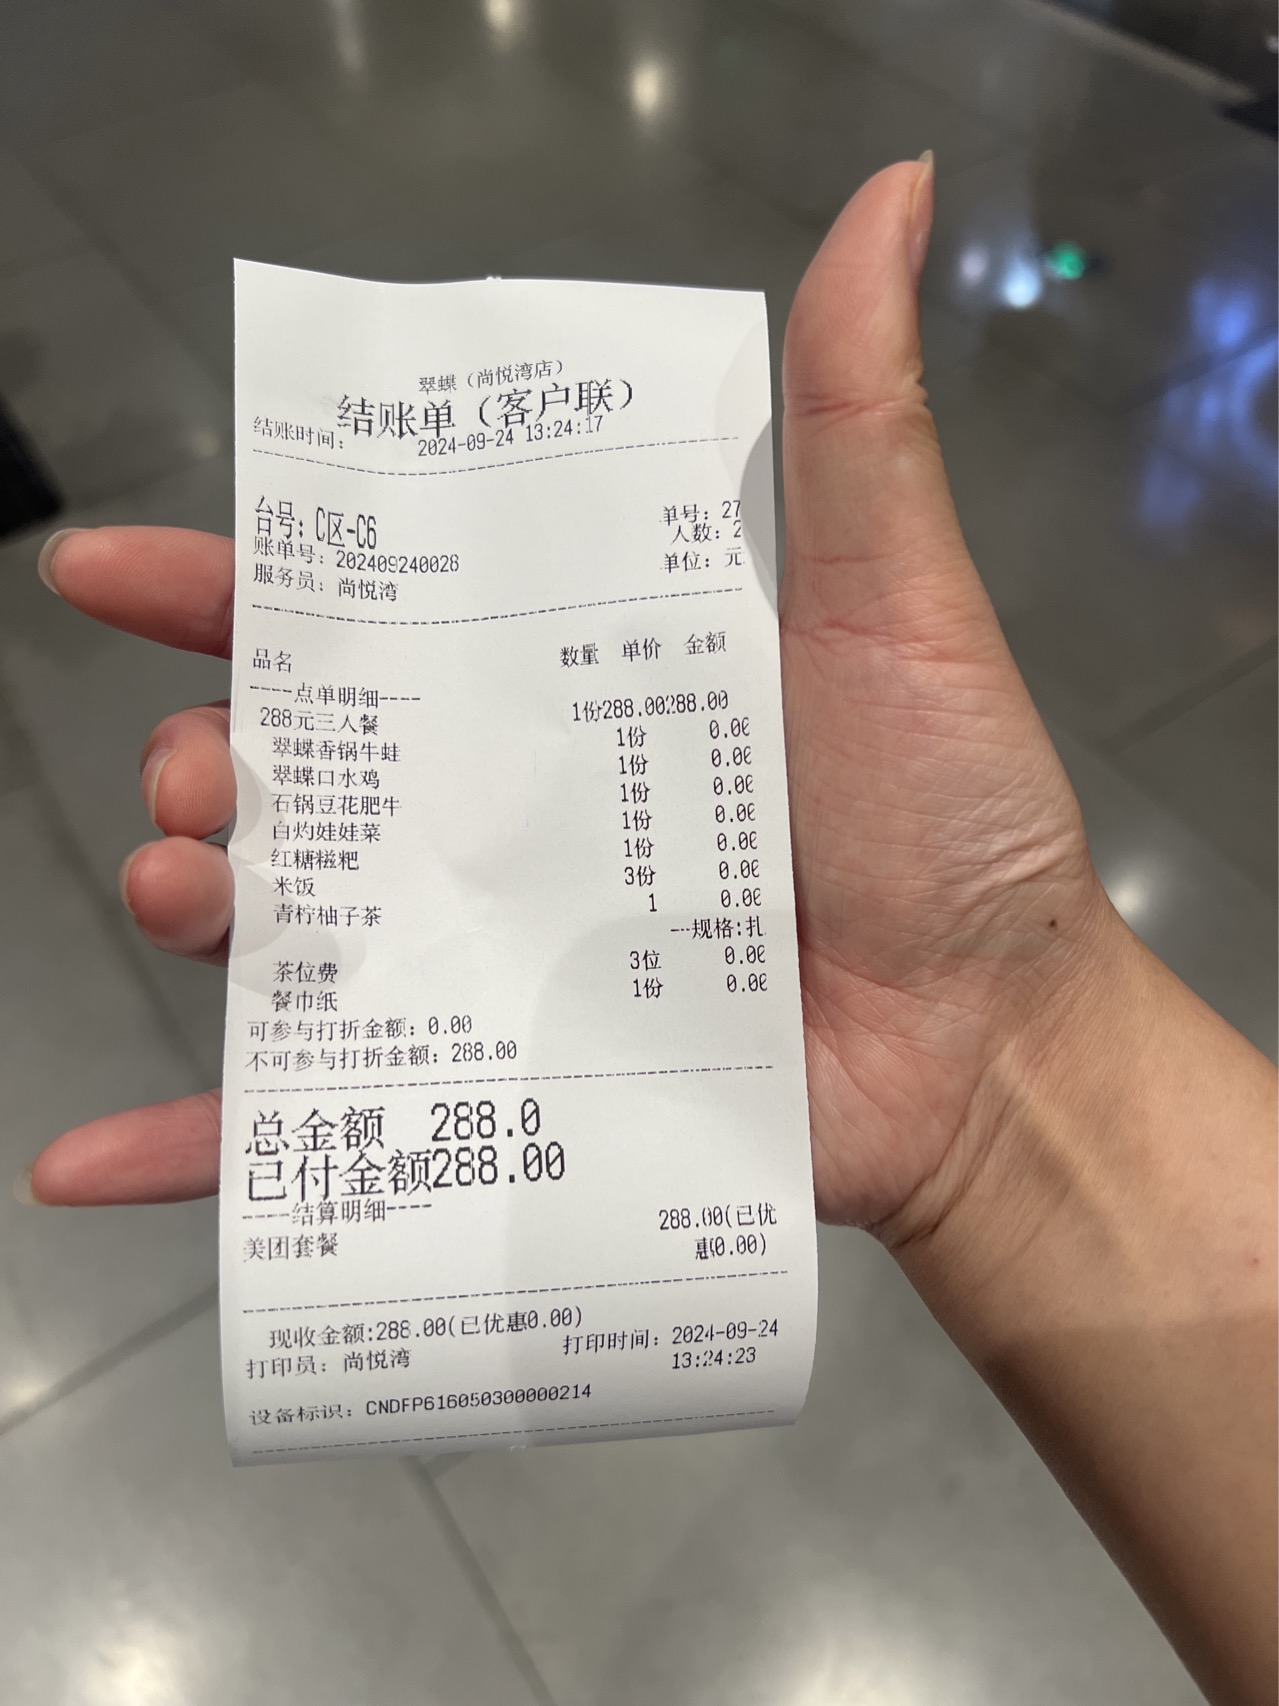 翠蝶（尚悦湾店）
结账单（客户联）
结账时间： 2024-09-24 13:24:17
台号：C区-C6 单号：27
人数：2
账单号：202409240028
单位：元
服务员：尚悦湾
品名 数量 单价 金额
----点单明细----
288元三人餐 1份288.00288.00
翠蝶香锅牛蛙 1份 0.00
翠蝶口水鸡 1份 0.00
石锅豆花肥牛 1份 0.00
白灼娃娃菜 1份 0.00
红糖糍粑 1份 0.00
米饭 3份 0.00
青柠柚子茶 1 0.00
---规格:扎
茶位费 3位 0.00
餐巾纸 1份 0.00
可参与打折金额：0.00
不可参与打折金额：288.00
总金额 288.0
已付金额288.00
----结算明细----
美团套餐 288.00(已优
惠0.00)
现收金额:288.00(已优惠0.00)
打印员：尚悦湾 打印时间：2024-09-24
13:24:23
设备标识：CNDFP616050300000214